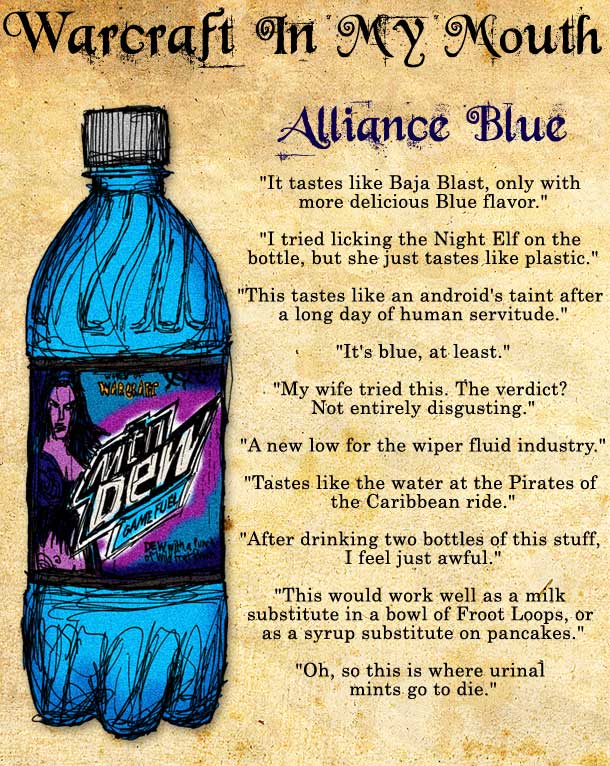 Warcraft In My Mouth
Alliance Blue
"It tastes like Baja Blast, only with
more delicious Blue flavor."
"I tried licking the Night Elf on the
bottle, but she just tastes like plastic."
"This tastes like an android's taint after
a long day of human servitude."
"It's blue, at least."
"My wife tried this. The verdict?
Not entirely disgusting."
"A new low for the wiper fluid industry."
"Tastes like the water at the Pirates of
the Caribbean ride."
"After drinking two bottles of this stuff,
I feel just awful."
"This would work well as a milk
substitute in a bowl of Froot Loops, or
as a syrup substitute on pancakes."
"Oh, so this is where urinal
mints go to die."
WARCRAFT
Mtn
DEW
GAME FUEL
DEW with a